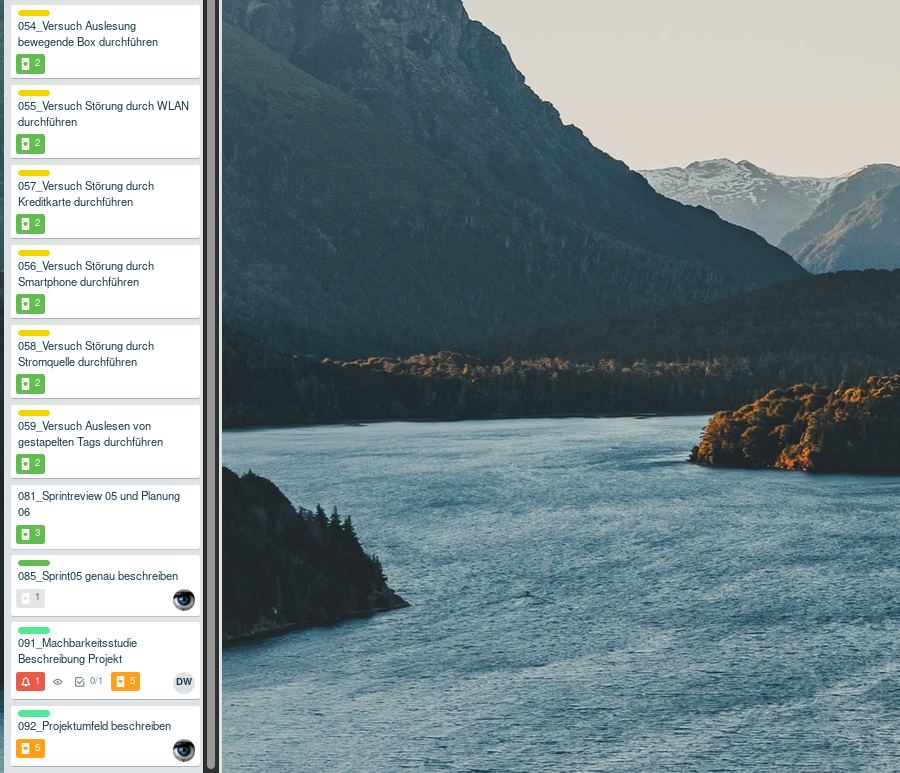 054_Versuch Auslesung
bewegende Box durchführen
2
055_Versuch Störung durch WLAN
durchführen
2
057_Versuch Störung durch
Kreditkarte durchführen
2
056_Versuch Störung durch
Smartphone durchführen
2
058_Versuch Störung durch
Stromquelle durchführen
2
059_Versuch Auslesen von
gestapelten Tags durchführen
2
081_Sprintreview 05 und Planung
06
3
085_Sprint05 genau beschreiben
1
091_Machbarkeitsstudie
Beschreibung Projekt
1 0/1 5 DW
092_Projektumfeld beschreiben
5